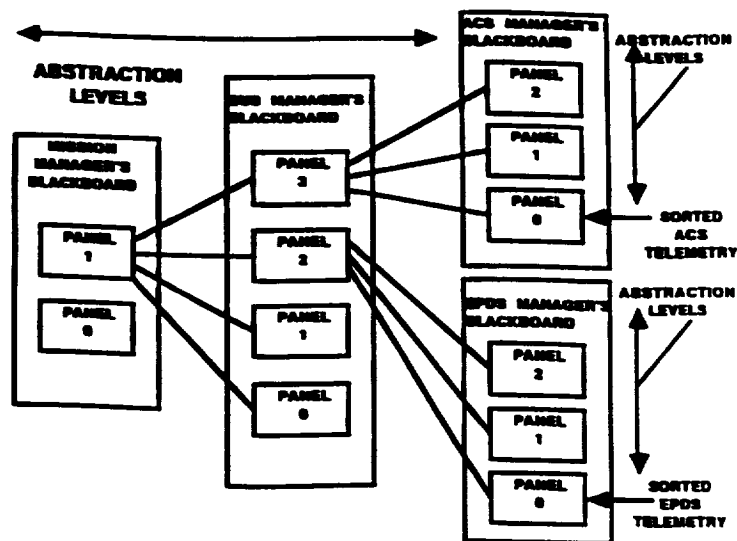 ABSTRACTION
LEVELS
MISSION
MANAGER'S
BLACKBOARD
PANEL
1
PANEL
0
BUS MANAGER'S
BLACKBOARD
PANEL
3
PANEL
2
PANEL
1
PANEL
0
ACS MANAGER'S
BLACKBOARD
PANEL
2
PANEL
1
PANEL
0
ABSTRACTION
LEVELS
SORTED
ACS
TELEMETRY
EPDS MANAGER'S
BLACKBOARD
PANEL
2
PANEL
1
PANEL
0
ABSTRACTION
LEVELS
SORTED
EPDS
TELEMETRY